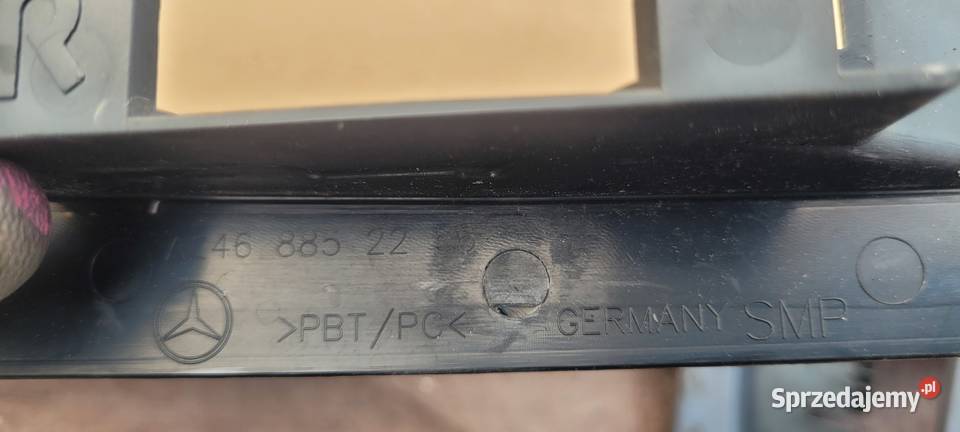 R
46 885 22
>PBT/PC< GERMANY SMP
Sprzedajemy.pl